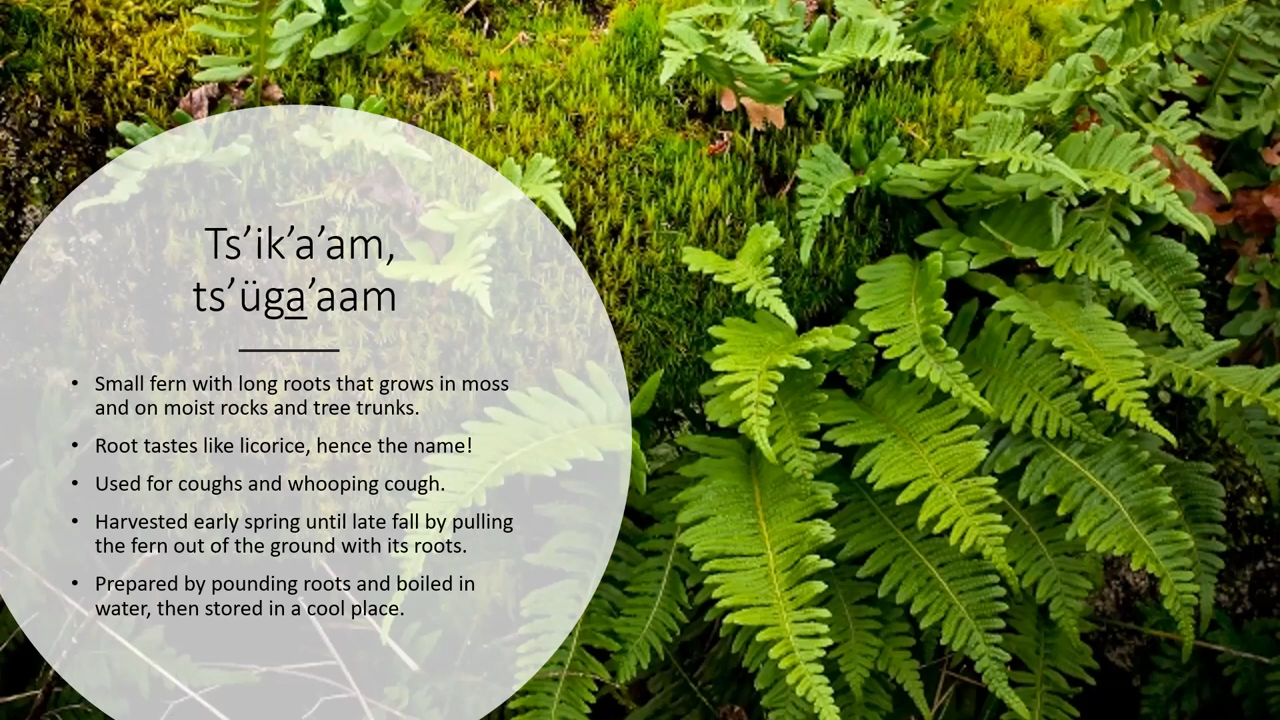 Ts’ik’a’am,
ts’üga̲’aam
• Small fern with long roots that grows in moss
and on moist rocks and tree trunks.
• Root tastes like licorice, hence the name!
• Used for coughs and whooping cough.
• Harvested early spring until late fall by pulling
the fern out of the ground with its roots.
• Prepared by pounding roots and boiled in
water, then stored in a cool place.